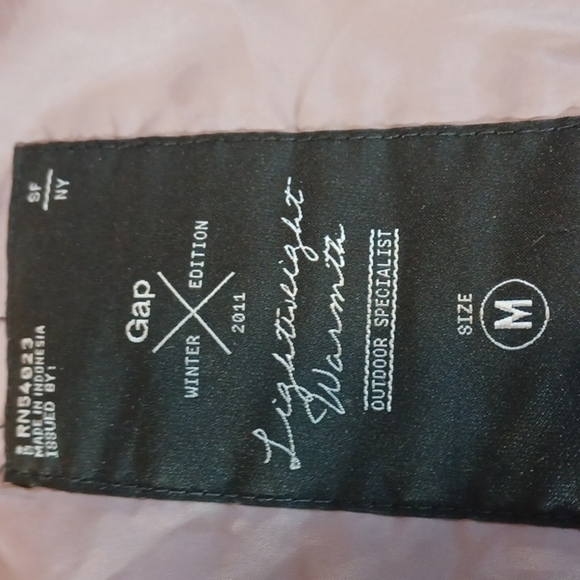 RN54023
MADE IN INDONESIA
ISSUED BY:
SF
NY
Gap
WINTER EDITION
2011
Lightweight
Warmth
OUTDOOR SPECIALIST
SIZE
M